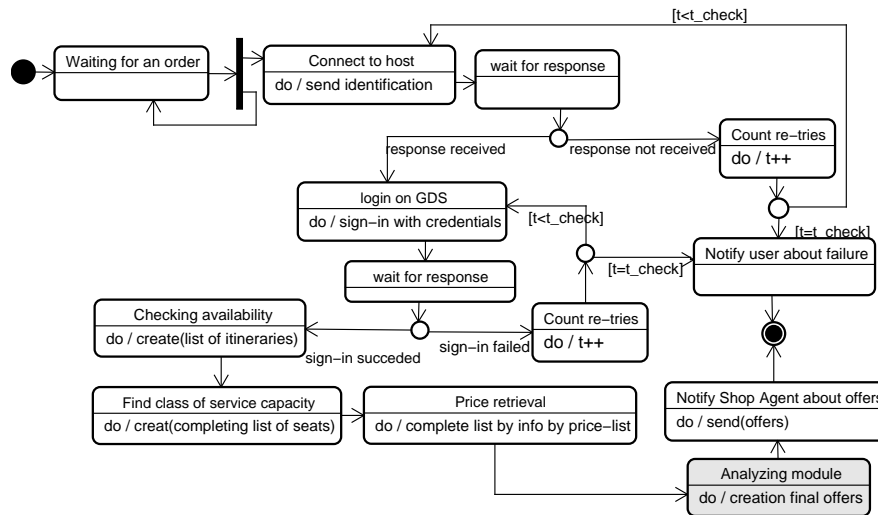 [t<t_check]
Waiting for an order
Connect to host
do / send identification
wait for response
response received
response not received
Count re-tries
do / t++
login on GDS
do / sign-in with credentials
[t<t_check]
[t=t_check]
Notify user about failure
[t=t_check]
wait for response
Checking availability
do / create(list of itineraries)
sign-in succeded
sign-in failed
Count re-tries
do / t++
Find class of service capacity
do / creat(completing list of seats)
Price retrieval
do / complete list by info by price-list
Notify Shop Agent about offers
do / send(offers)
Analyzing module
do / creation final offers